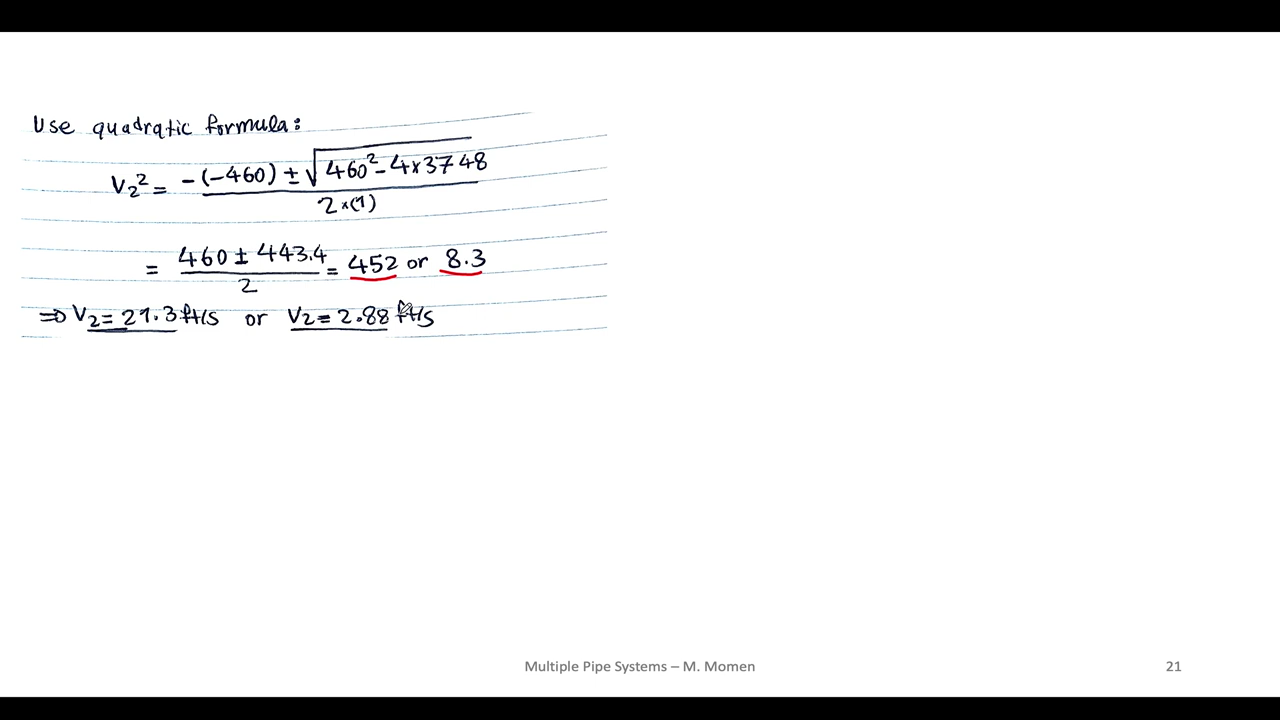 Use quadratic formula:
V₂² = -(-460) ± √460² - 4×3748 / 2×(1)
= 460 ± 443.4 / 2 = 452 or 8.3
⇒ V₂ = 21.3 ft/s or V₂ = 2.88 ft/s
Multiple Pipe Systems – M. Momen
21